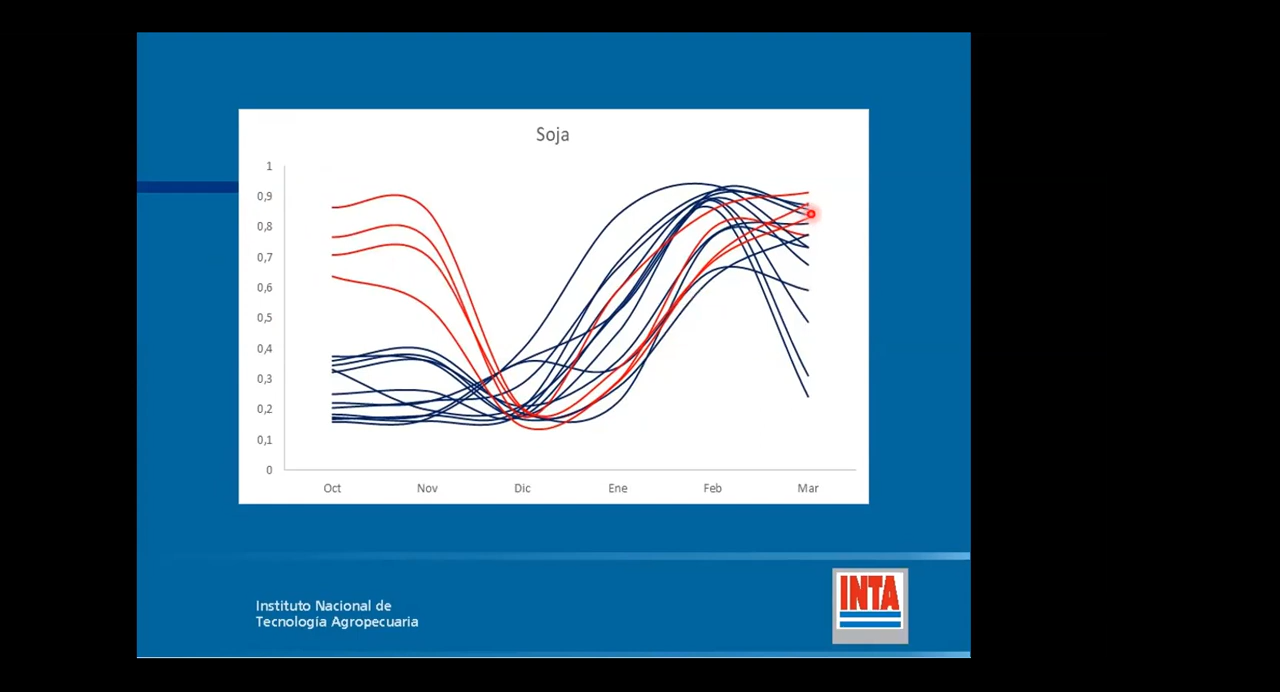 Soja
1
0,9
0,8
0,7
0,6
0,5
0,4
0,3
0,2
0,1
0
Oct Nov Dic Ene Feb Mar
Instituto Nacional de
Tecnología Agropecuaria
INTA